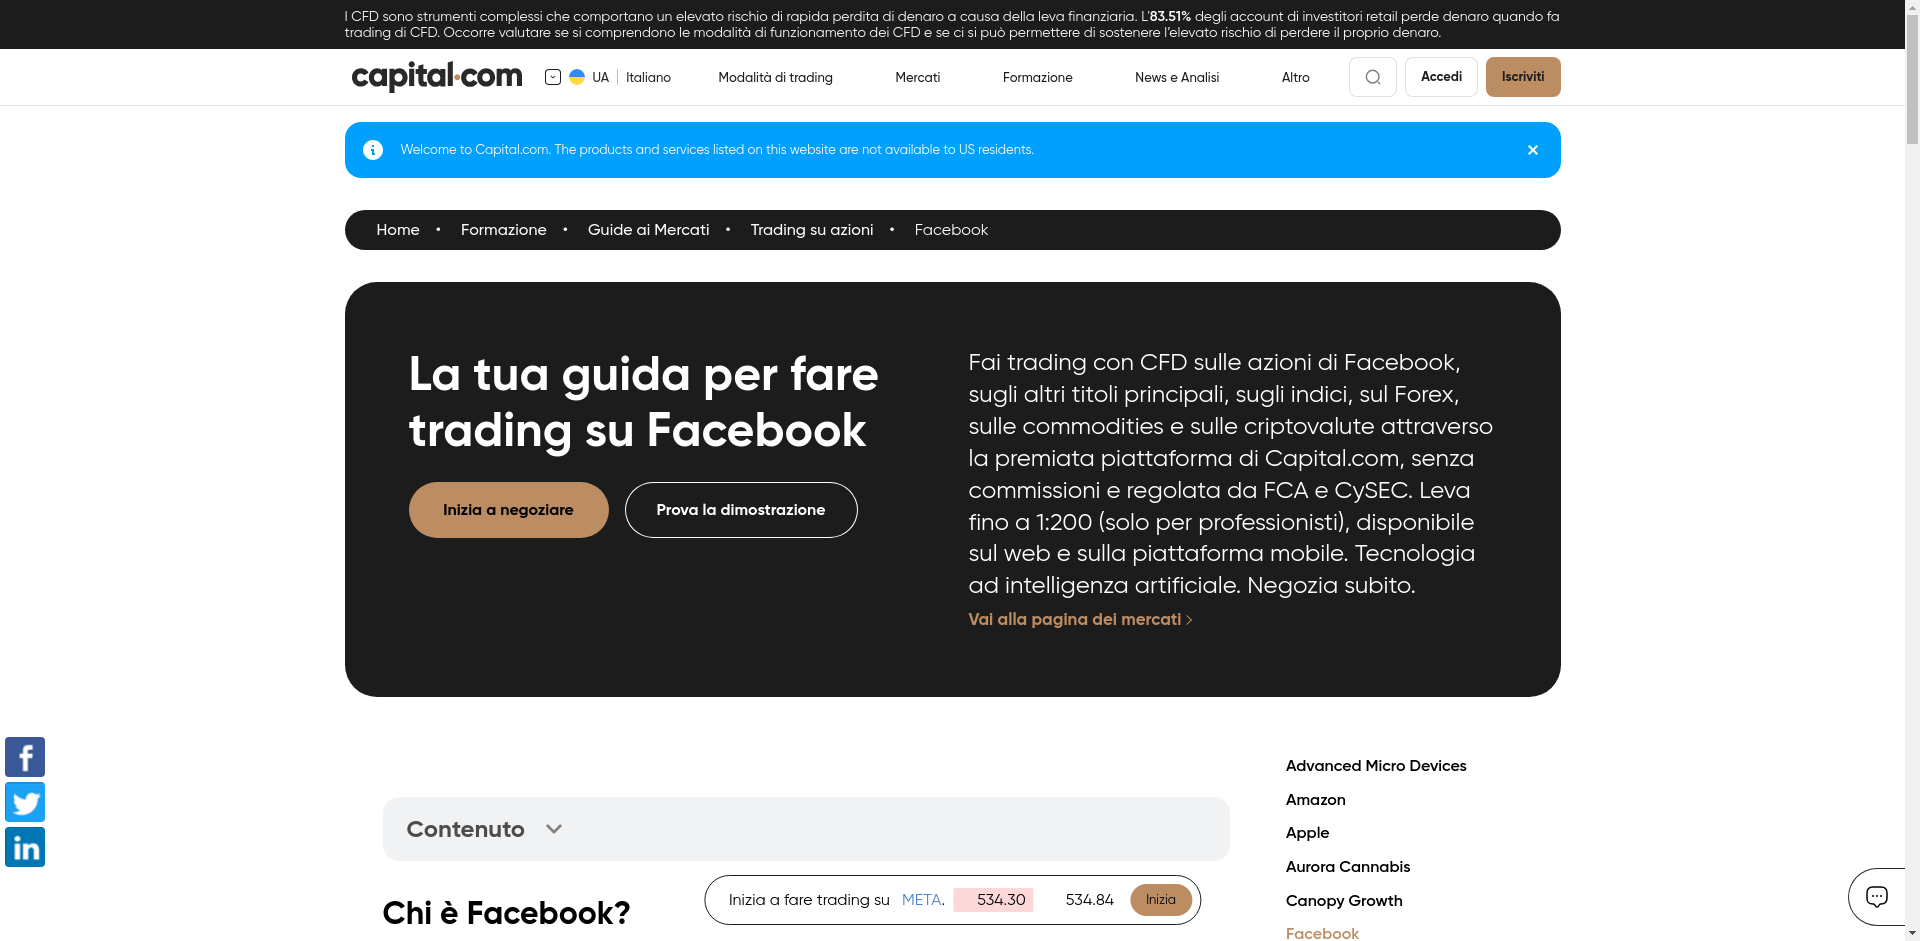 I CFD sono strumenti complessi che comportano un elevato rischio di rapida perdita di denaro a causa della leva finanziaria. L'83.51% degli account di investitori retail perde denaro quando fa
trading di CFD. Occorre valutare se si comprendono le modalità di funzionamento dei CFD e se ci si può permettere di sostenere l'elevato rischio di perdere il proprio denaro.
capital.com
UA | Italiano
Modalità di trading
Mercati
Formazione
News e Analisi
Altro
Accedi
Iscriviti
Welcome to Capital.com. The products and services listed on this website are not available to US residents.
Home • Formazione • Guide ai Mercati • Trading su azioni • Facebook
La tua guida per fare
trading su Facebook
Inizia a negoziare
Prova la dimostrazione
Fai trading con CFD sulle azioni di Facebook,
sugli altri titoli principali, sugli indici, sul Forex,
sulle commodities e sulle criptovalute attraverso
la premiata piattaforma di Capital.com, senza
commissioni e regolata da FCA e CySEC. Leva
fino a 1:200 (solo per professionisti), disponibile
sul web e sulla piattaforma mobile. Tecnologia
ad intelligenza artificiale. Negozia subito.
Vai alla pagina dei mercati
Contenuto
Chi è Facebook?
Inizia a fare trading su META. 534.30 534.84 Inizia
Advanced Micro Devices
Amazon
Apple
Aurora Cannabis
Canopy Growth
Facebook